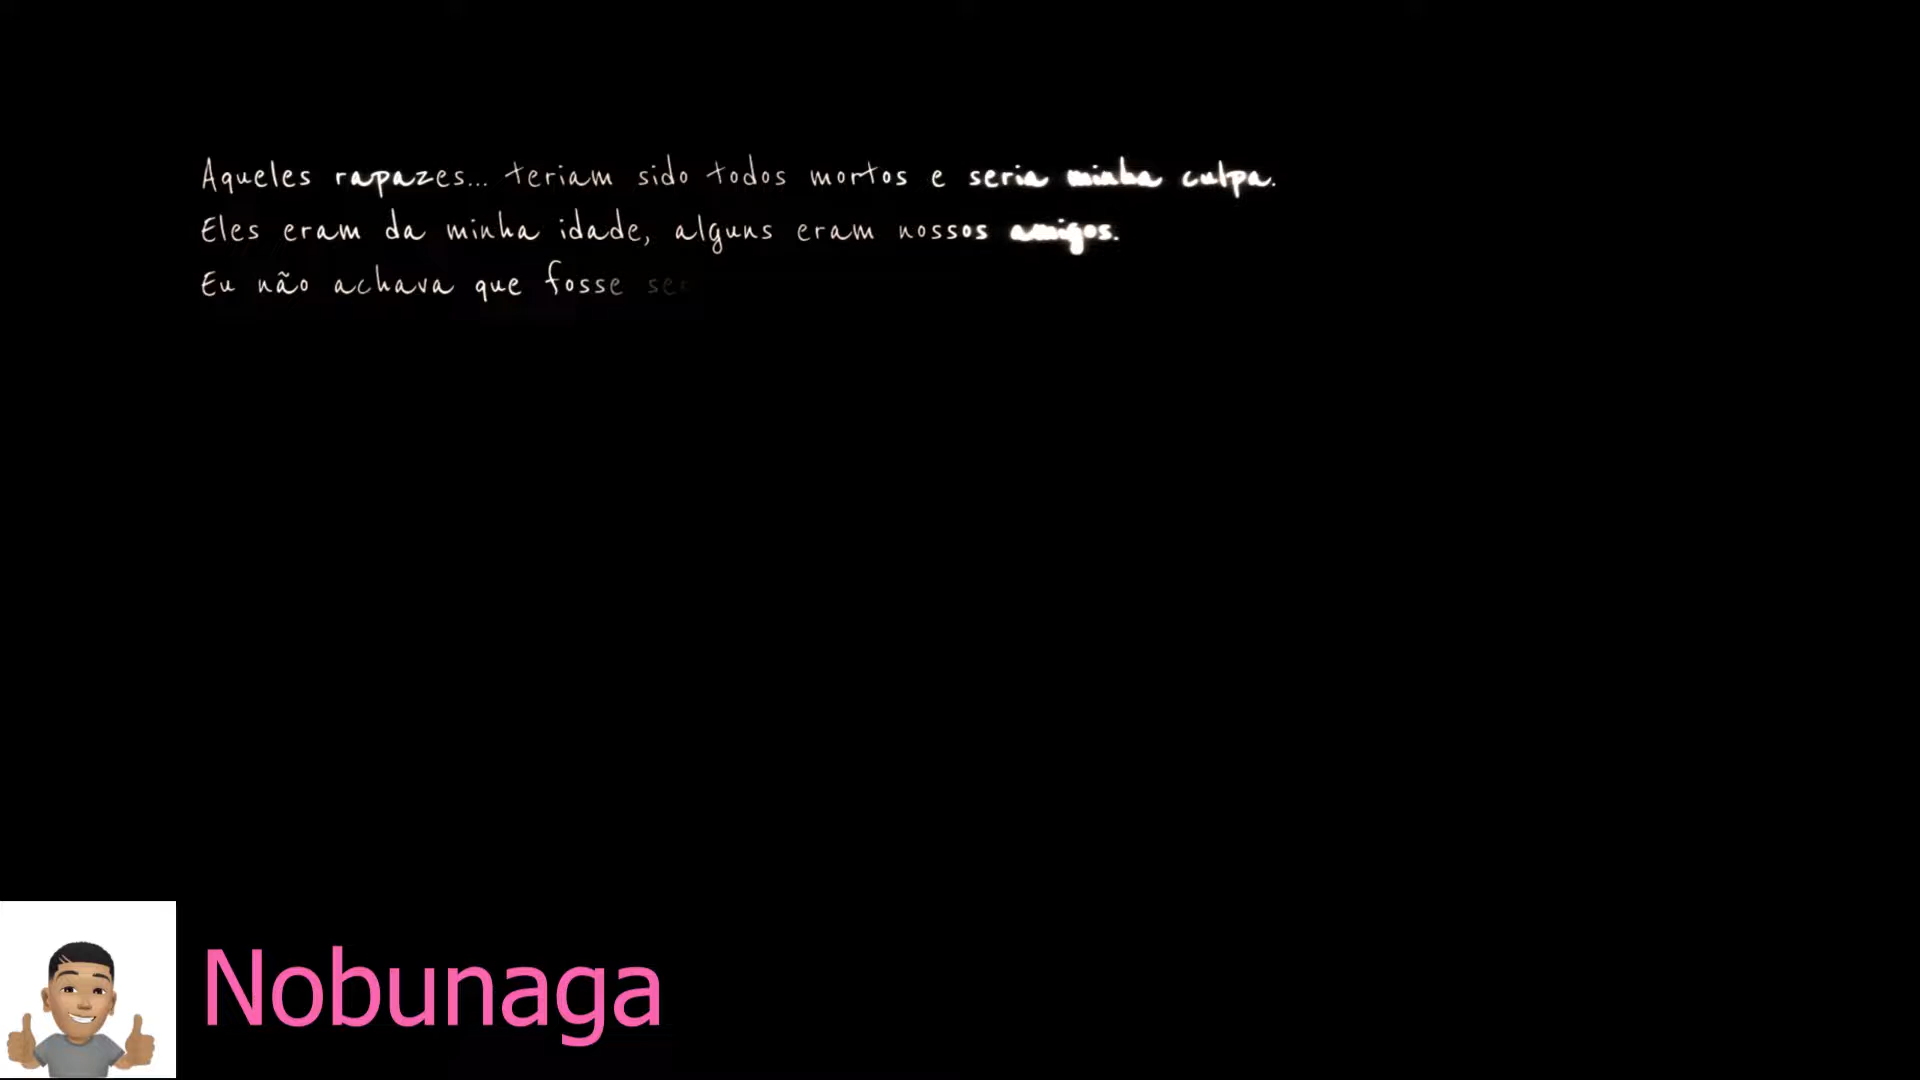 Aqueles rapazes... teriam sido todos mortos e seria minha culpa.
Eles eram da minha idade, alguns eram nossos amigos.
Eu não achava que fosse
Nobunaga